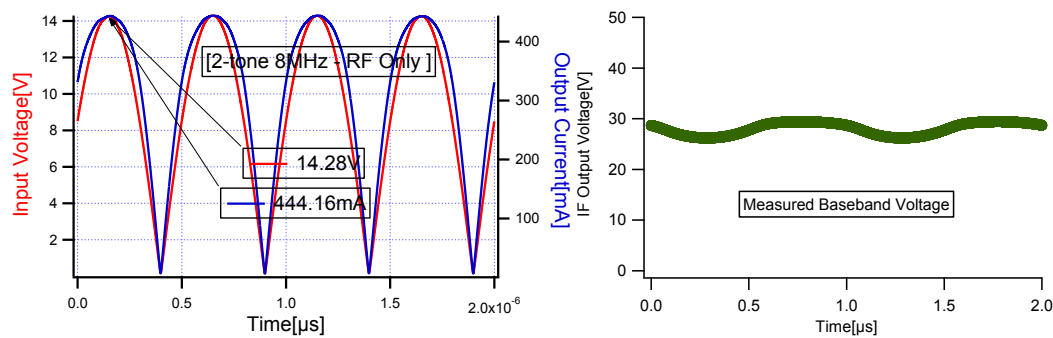 14
12
10
8
6
4
2
Input Voltage[V]
[2-tone 8MHz - RF Only ]
14.28V
444.16mA
400
300
200
100
Output Current[mA]
0.0
0.5
1.0
1.5
2.0x10-6
Time[µs]
50
40
30
20
10
0
IF Output Voltage[V]
Measured Baseband Voltage
0.0
0.5
1.0
1.5
2.0
Time[µs]